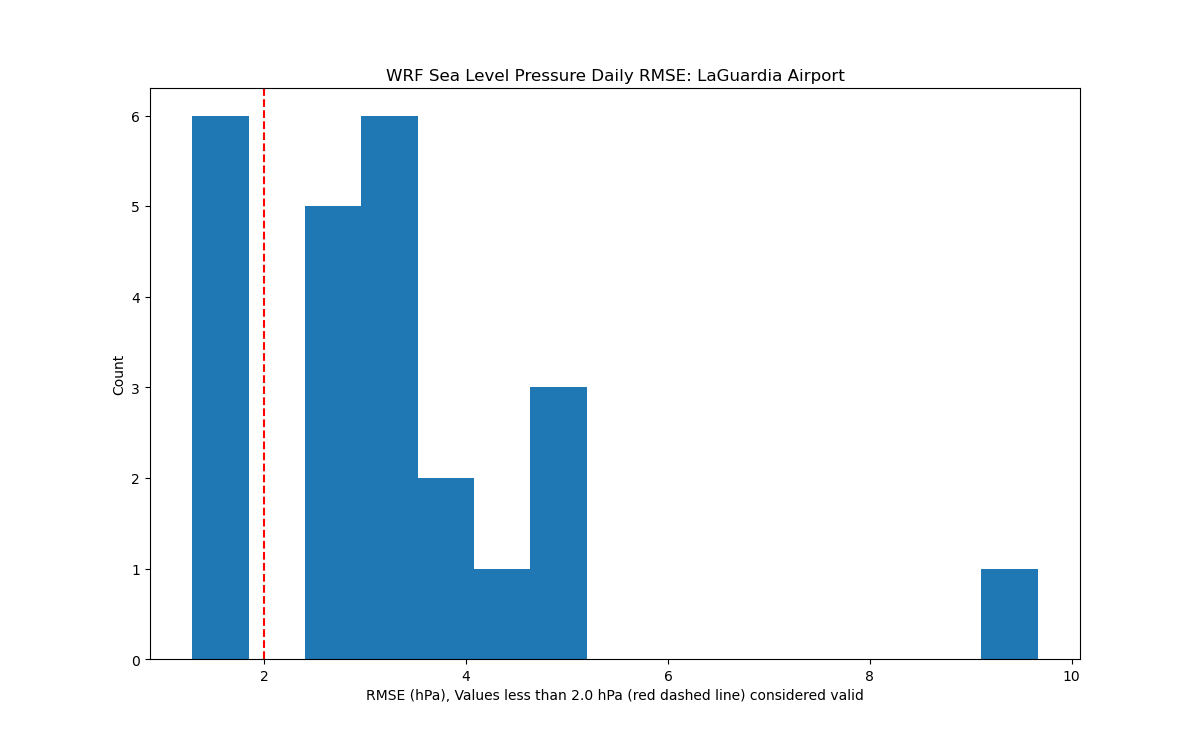 WRF Sea Level Pressure Daily RMSE: LaGuardia Airport
6
5
4
3
2
1
0
Count
2 4 6 8 10
RMSE (hPa), Values less than 2.0 hPa (red dashed line) considered valid